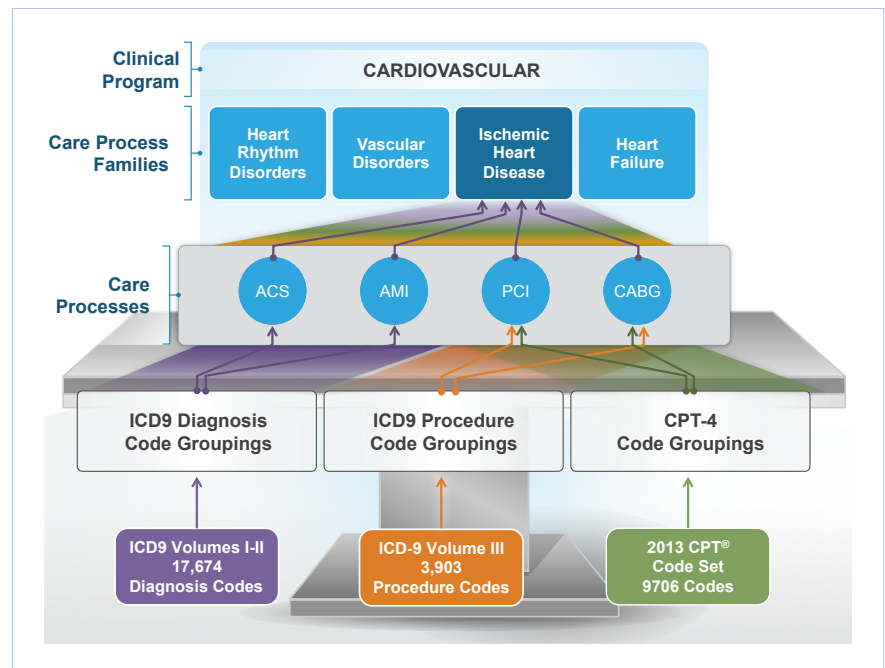 Clinical
Program
CARDIOVASCULAR
Care Process
Families
Heart
Rhythm
Disorders
Vascular
Disorders
Ischemic
Heart
Disease
Heart
Failure
Care
Processes
ACS
AMI
PCI
CABG
ICD9 Diagnosis
Code Groupings
ICD9 Procedure
Code Groupings
CPT-4
Code Groupings
ICD9 Volumes I-II
17,674
Diagnosis Codes
ICD-9 Volume III
3,903
Procedure Codes
2013 CPT®
Code Set
9706 Codes